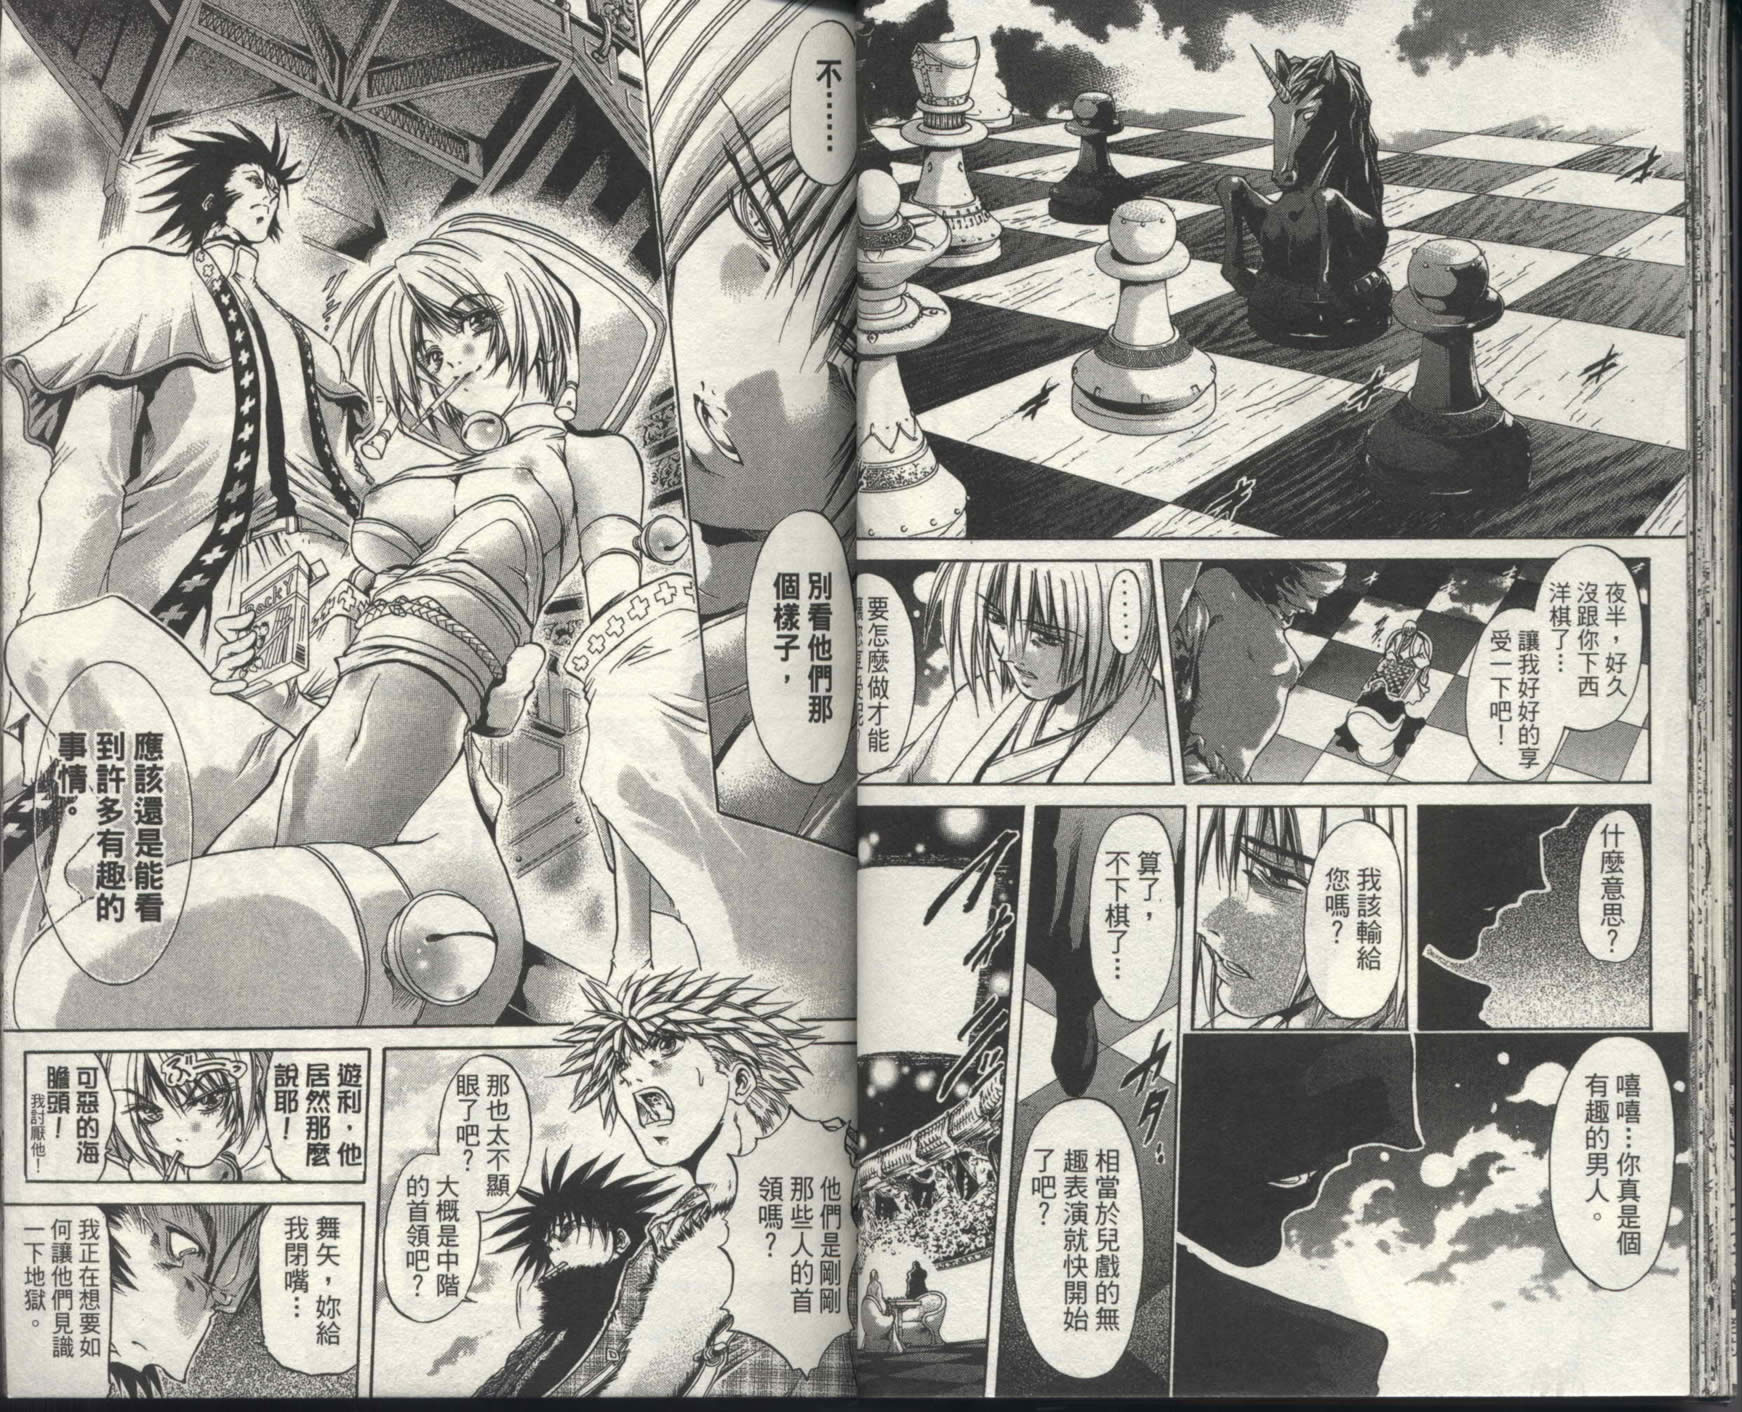 夜半，好久
沒跟你下西
洋棋了…
讓我好好的享
受一下吧！
……
要怎麼做才能
什麼意思？
我該輸給
您嗎？
算了，
不下棋了…
嘻嘻…你真是個
有趣的男人。
カタ…
相當於兒戲的無
趣表演就快開始
了吧？
不……
別看他們那
個樣子，
應該還是能看
到許多有趣的
事情。
PockY
他們是剛剛
那些人的首
領嗎？
那也太不顯
眼了吧？
大概是中階
的首領吧？
遊利，他
居然那麼
說耶！
可惡的海
膽頭！
我討厭他！
舞矢，妳給
我閉嘴…
我正在想要如
何讓他們見識
一下地獄。